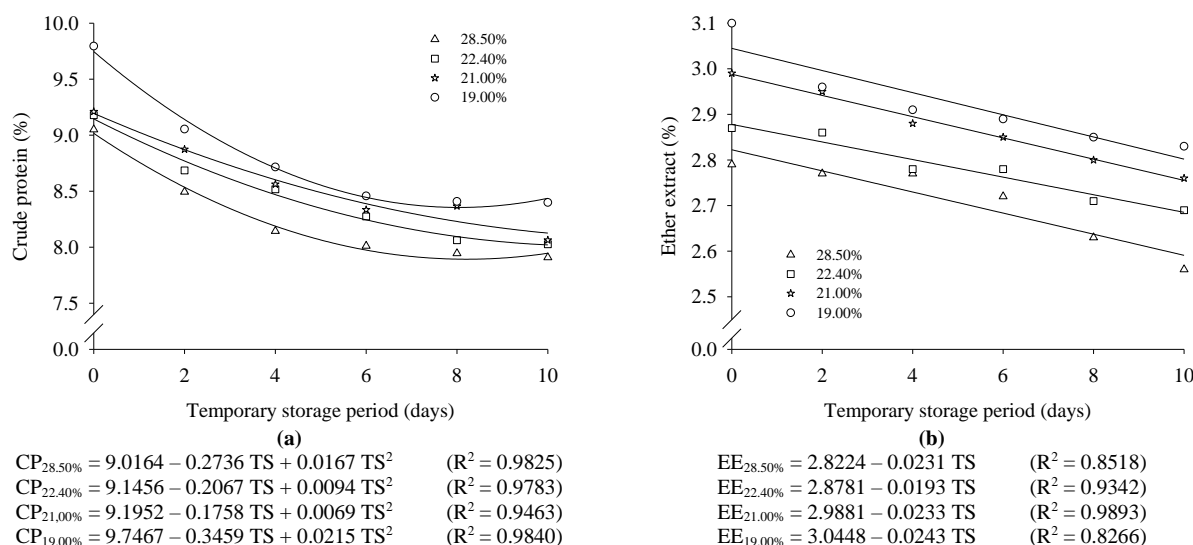 10.0
9.5
9.0
8.5
8.0
7.5
0.0
Crude protein (%)
28.50%
22.40%
21.00%
19.00%
0 2 4 6 8 10
Temporary storage period (days)
(a)
CP28.50% = 9.0164 – 0.2736 TS + 0.0167 TS² (R² = 0.9825)
CP22.40% = 9.1456 – 0.2067 TS + 0.0094 TS² (R² = 0.9783)
CP21,00% = 9.1952 – 0.1758 TS + 0.0069 TS² (R² = 0.9463)
CP19.00% = 9.7467 – 0.3459 TS + 0.0215 TS² (R² = 0.9840)
3.1
3.0
2.9
2.8
2.7
2.6
2.5
0.0
Ether extract (%)
28.50%
22.40%
21.00%
19.00%
0 2 4 6 8 10
Temporary storage period (days)
(b)
EE28.50% = 2.8224 – 0.0231 TS (R² = 0.8518)
EE22.40% = 2.8781 – 0.0193 TS (R² = 0.9342)
EE21.00% = 2.9881 – 0.0233 TS (R² = 0.9893)
EE19.00% = 3.0448 – 0.0243 TS (R² = 0.8266)